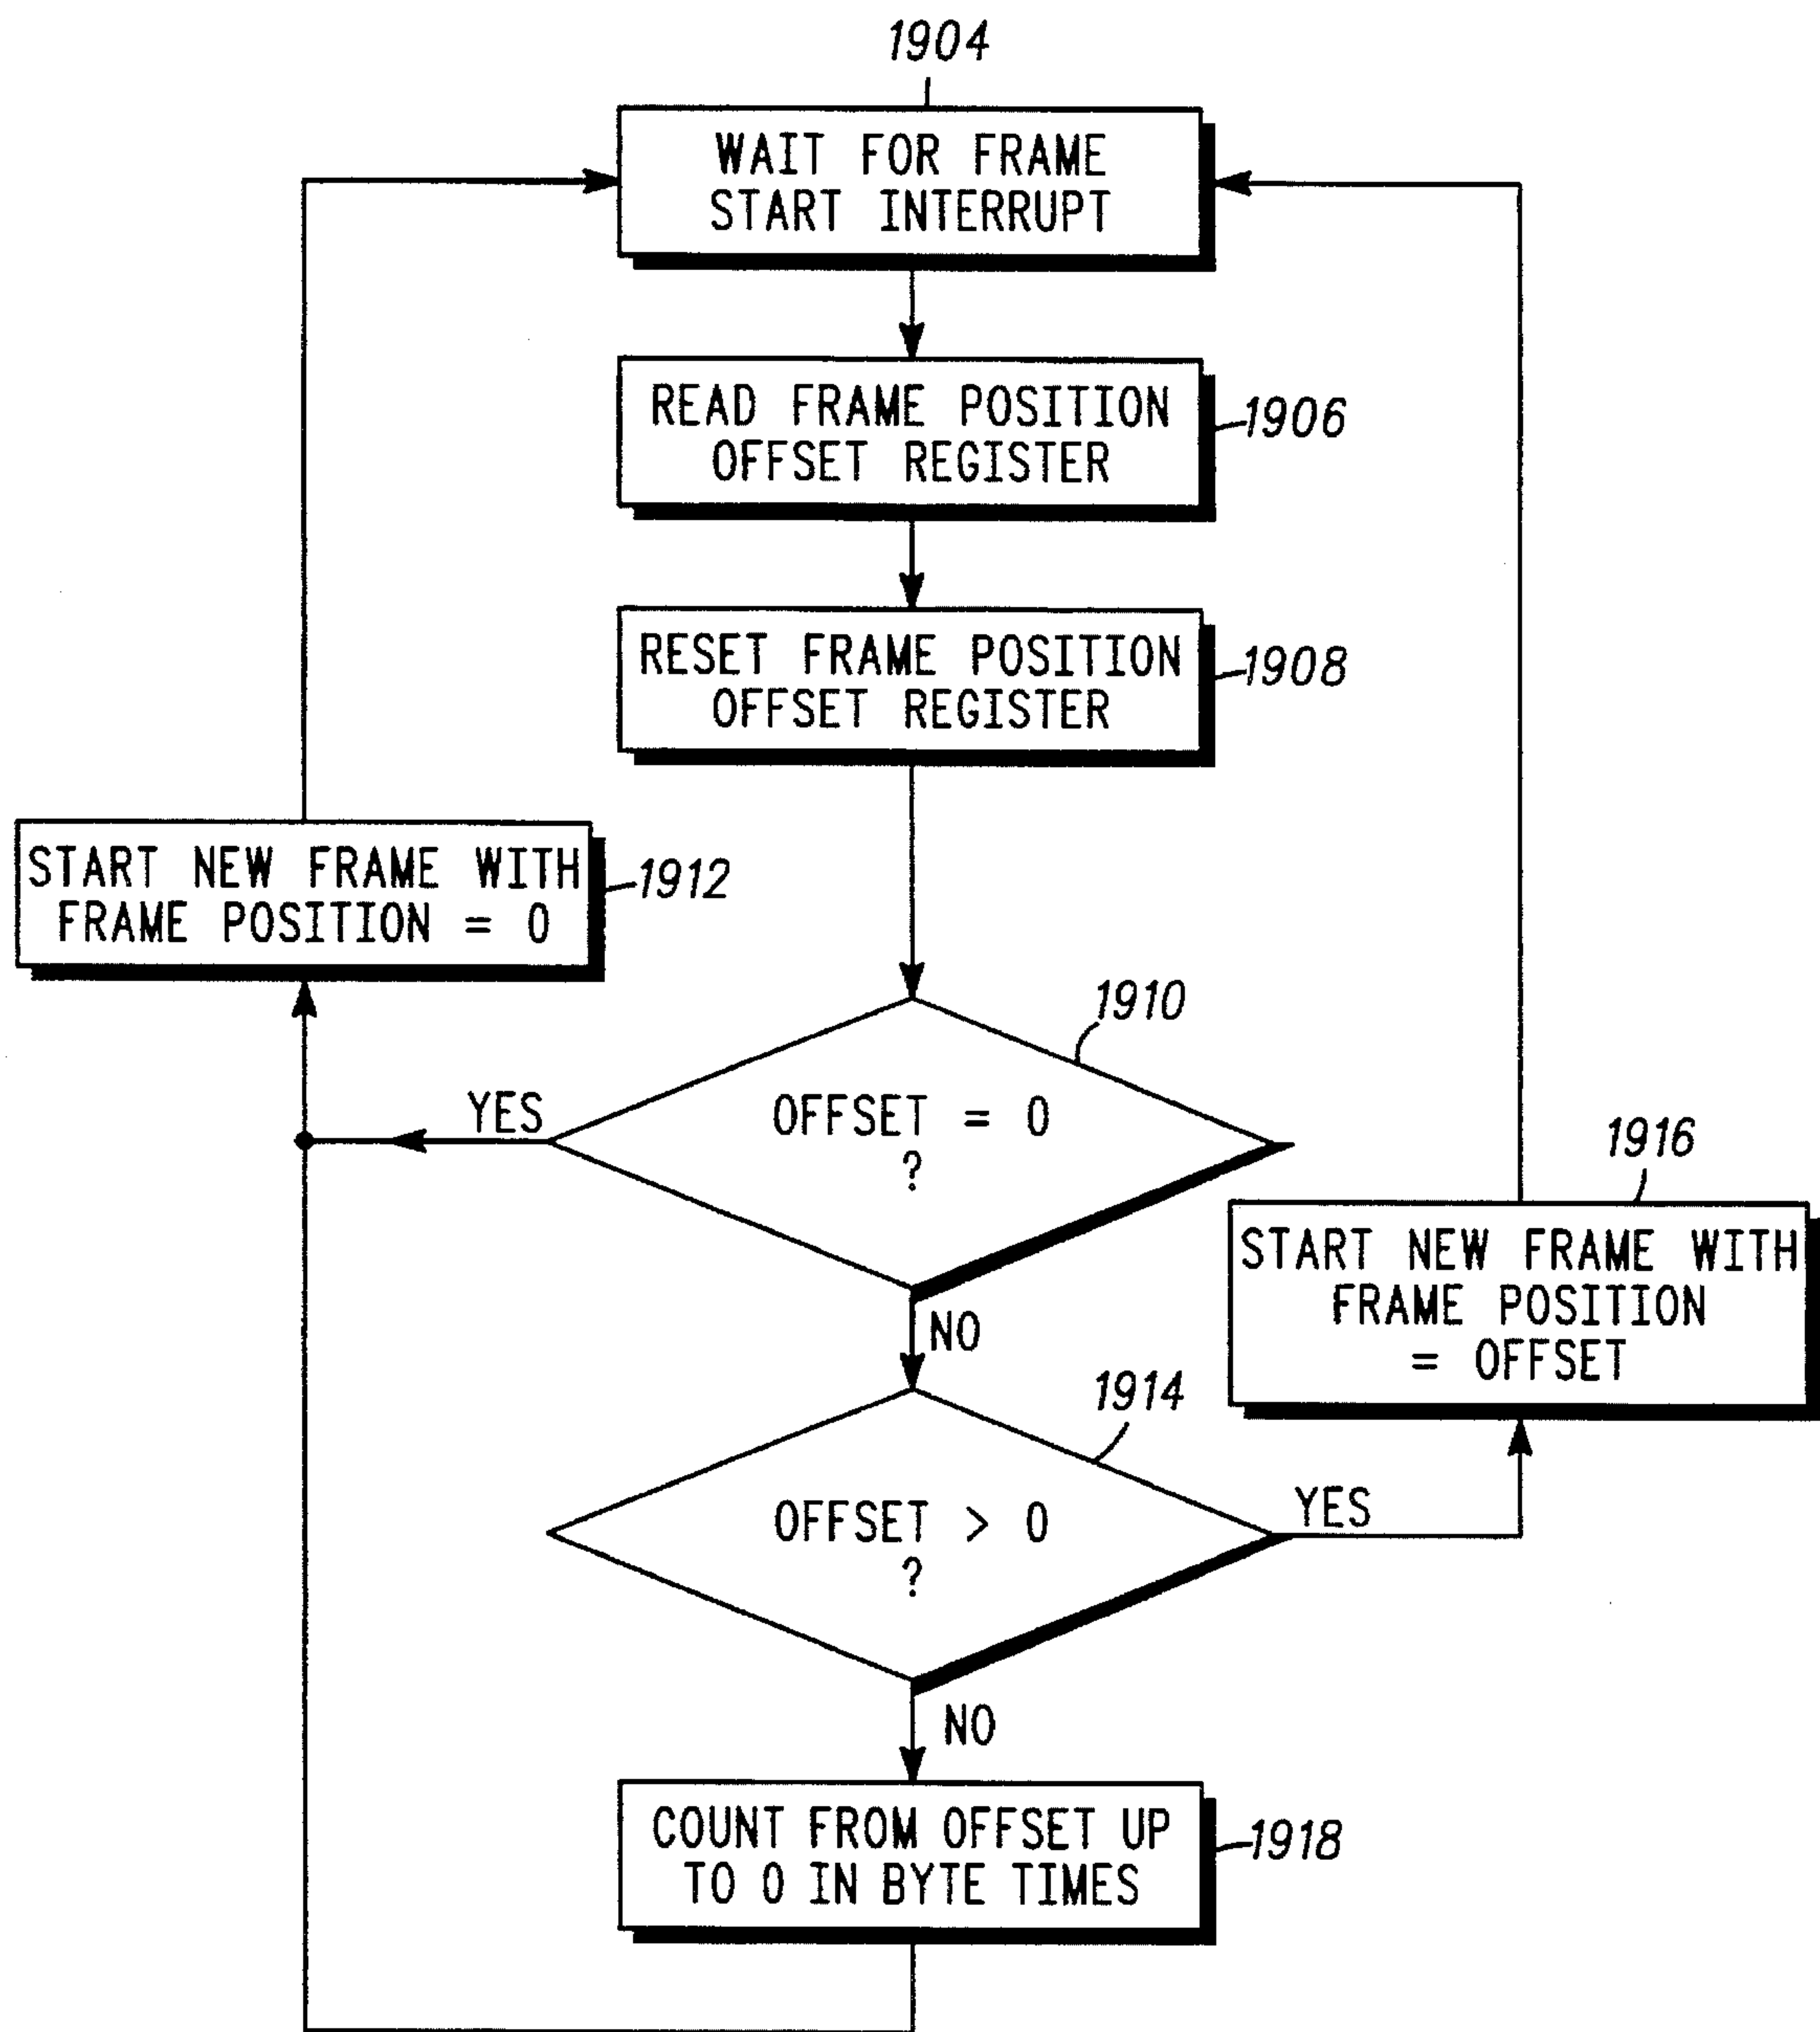 1904
WAIT FOR FRAME
START INTERRUPT
READ FRAME POSITION
OFFSET REGISTER
1906
RESET FRAME POSITION
OFFSET REGISTER
1908
START NEW FRAME WITH
FRAME POSITION = 0
1912
1910
OFFSET = 0
?
YES
NO
1916
START NEW FRAME WITH
FRAME POSITION
= OFFSET
1914
OFFSET > 0
?
YES
NO
COUNT FROM OFFSET UP
TO 0 IN BYTE TIMES
1918